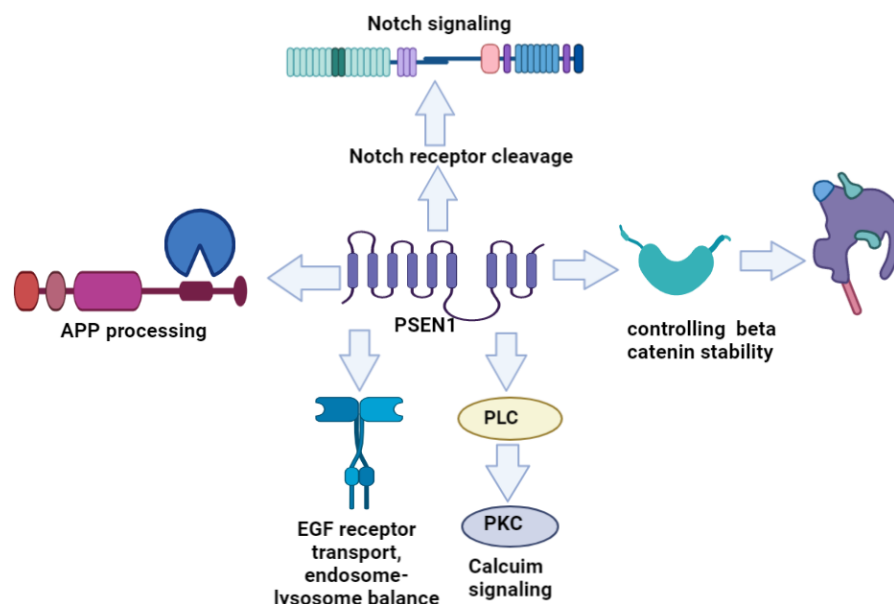 Notch signaling
Notch receptor cleavage
APP processing
PSEN1
controlling beta
catenin stability
PLC
PKC
EGF receptor
transport,
endosome-
lysosome balance
Calcuim
signaling